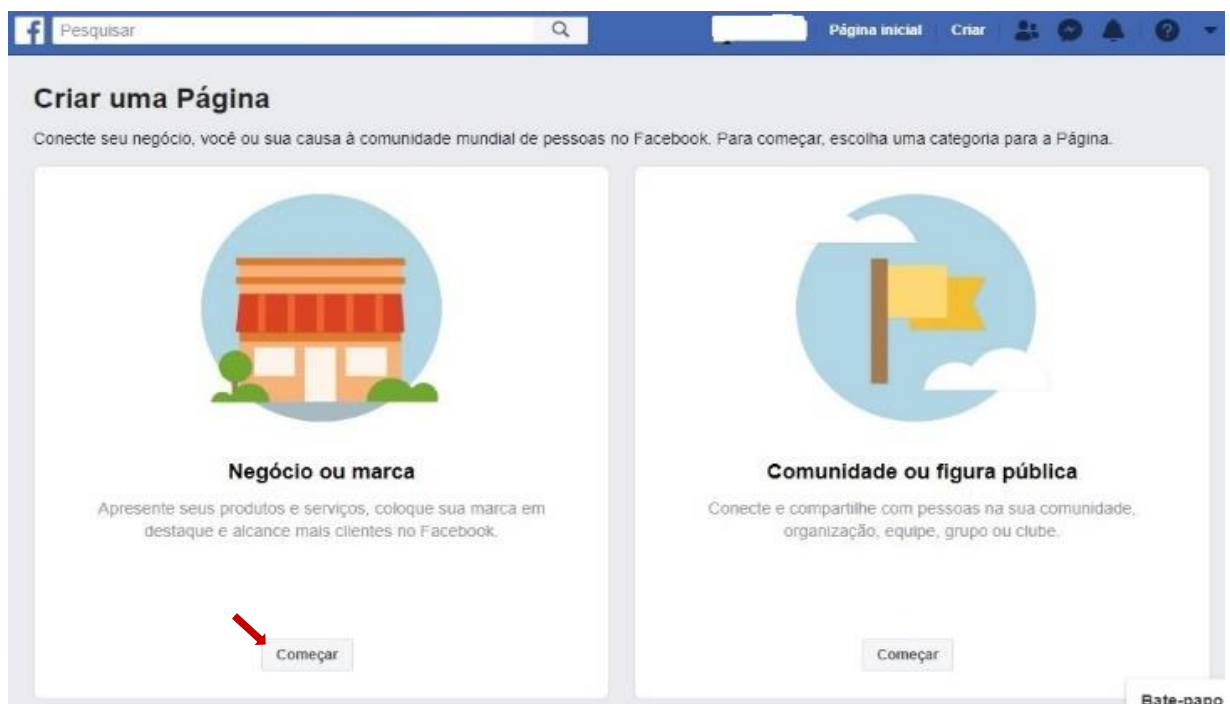 f Pesquisar Página inicial Criar
Criar uma Página
Conecte seu negócio, você ou sua causa à comunidade mundial de pessoas no Facebook. Para começar, escolha uma categoria para a Página.
Negócio ou marca
Apresente seus produtos e serviços, coloque sua marca em
destaque e alcance mais clientes no Facebook.
Começar
Comunidade ou figura pública
Conecte e compartilhe com pessoas na sua comunidade,
organização, equipe, grupo ou clube.
Começar
Bate-papo